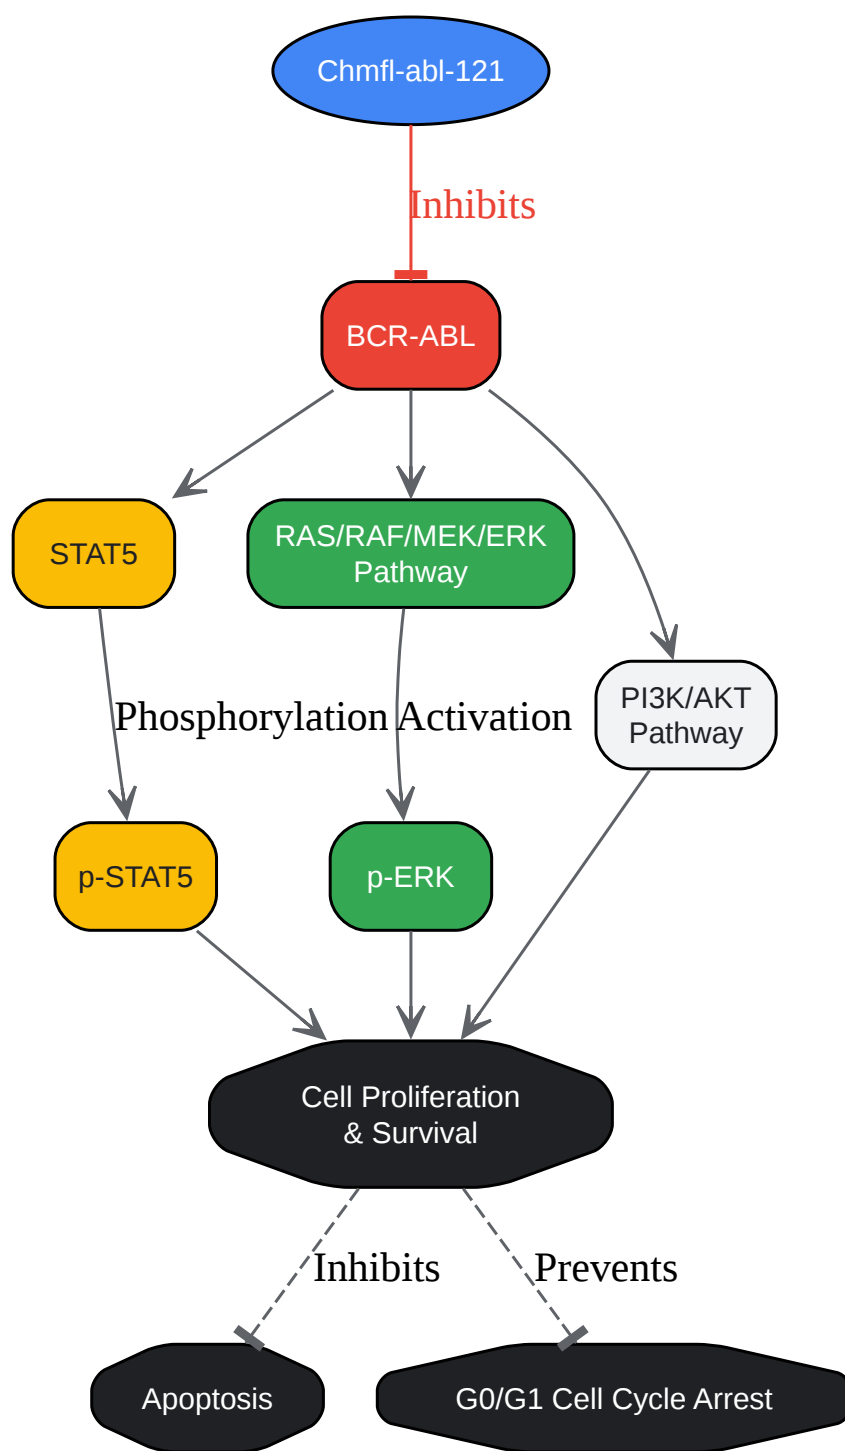 Chmfl-abl-121
Inhibits
BCR-ABL
STAT5
RAS/RAF/MEK/ERK
Pathway
PI3K/AKT
Pathway
Phosphorylation
Activation
p-STAT5
p-ERK
Cell Proliferation
& Survival
Inhibits
Prevents
Apoptosis
G0/G1 Cell Cycle Arrest